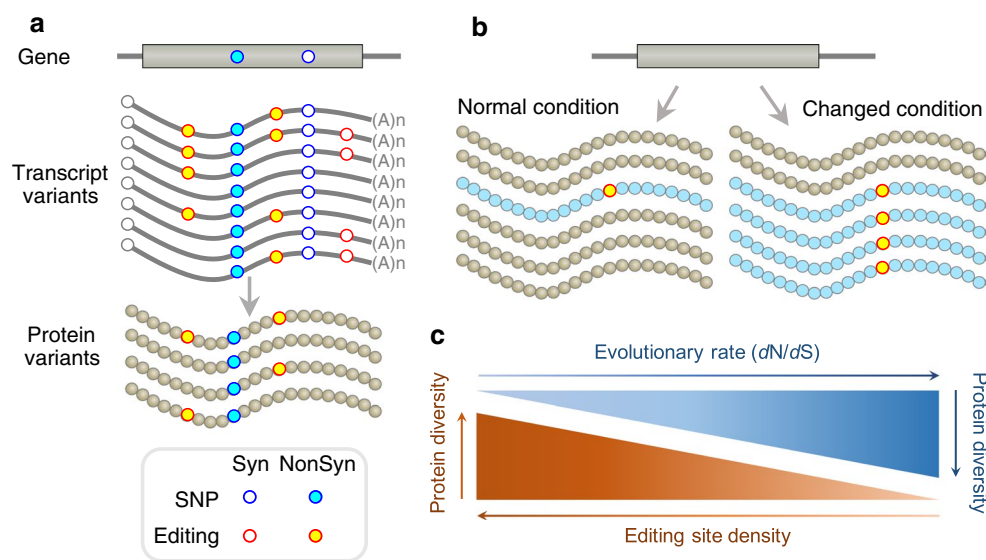 a
Gene
Transcript
variants
(A)n
(A)n
(A)n
(A)n
(A)n
(A)n
(A)n
(A)n
Protein
variants
Syn NonSyn
SNP
Editing
b
Normal condition
Changed condition
c
Evolutionary rate (dN/dS)
Protein diversity
Protein diversity
Editing site density